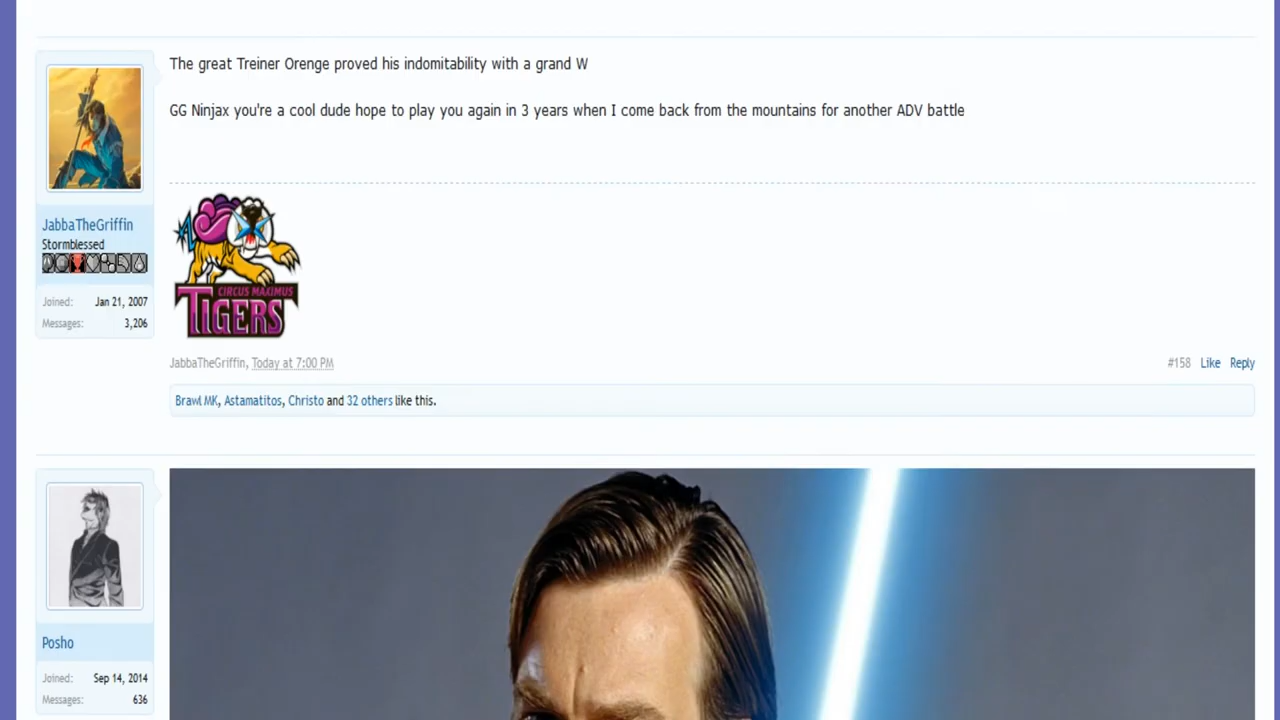 The great Treiner Orenge proved his indomitability with a grand W
GG Ninjax you're a cool dude hope to play you again in 3 years when I come back from the mountains for another ADV battle
JabbaTheGriffin
Stormblessed
Joined: Jan 21, 2007
Messages: 3,206
CIRCUS MAXIMUS
TIGERS
JabbaTheGriffin, Today at 7:00 PM
#158 Like Reply
Brawl MK, Astamatitos, Christo and 32 others like this.
Posho
Joined: Sep 14, 2014
Messages: 636